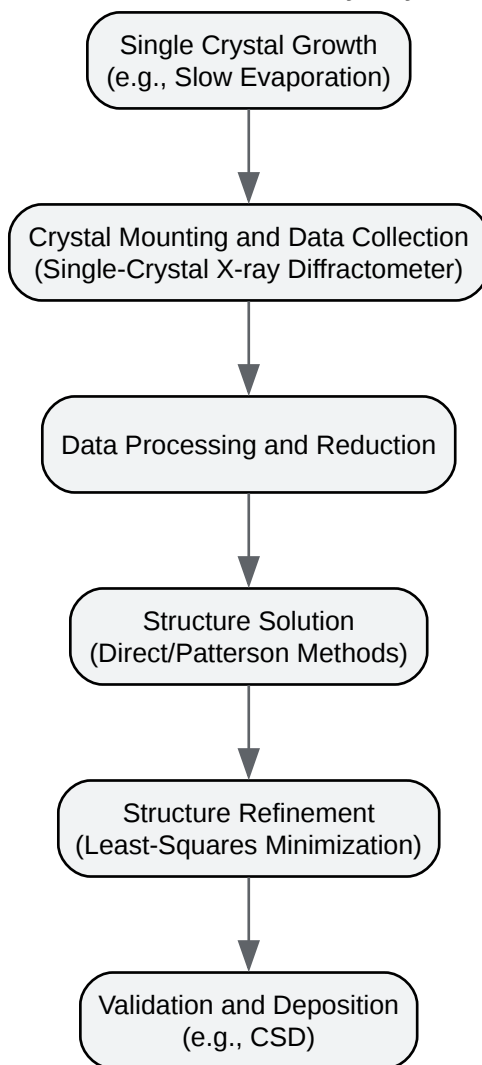 Single Crystal Growth
(e.g., Slow Evaporation)
Crystal Mounting and Data Collection
(Single-Crystal X-ray Diffractometer)
Data Processing and Reduction
Structure Solution
(Direct/Patterson Methods)
Structure Refinement
(Least-Squares Minimization)
Validation and Deposition
(e.g., CSD)